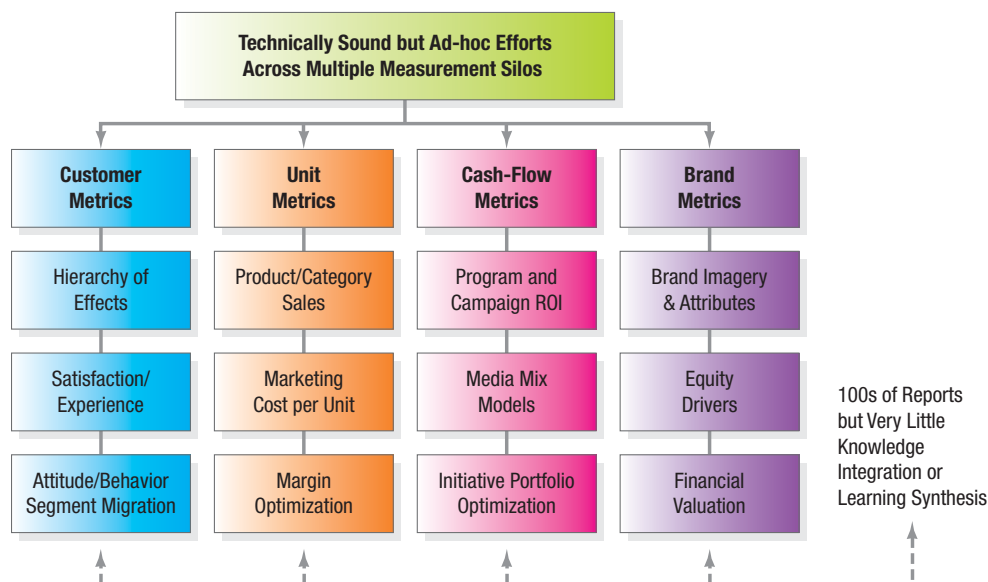 Technically Sound but Ad-hoc Efforts
Across Multiple Measurement Silos
Customer
Metrics
Unit
Metrics
Cash-Flow
Metrics
Brand
Metrics
Hierarchy of
Effects
Product/Category
Sales
Program and
Campaign ROI
Brand Imagery
& Attributes
Satisfaction/
Experience
Marketing
Cost per Unit
Media Mix
Models
Equity
Drivers
Attitude/Behavior
Segment Migration
Margin
Optimization
Initiative Portfolio
Optimization
Financial
Valuation
100s of Reports
but Very Little
Knowledge
Integration or
Learning Synthesis